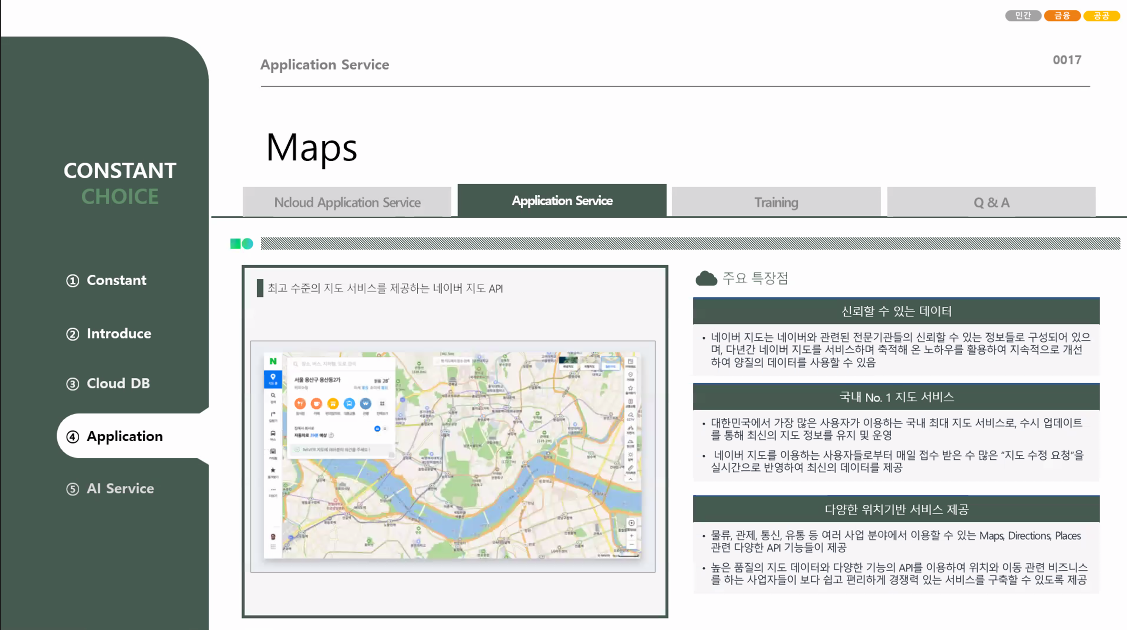 민간 금융 공공
Application Service
0017
Maps
CONSTANT
CHOICE
Ncloud Application Service
Application Service
Training
Q & A
① Constant
② Introduce
③ Cloud DB
④ Application
⑤ AI Service
최고 수준의 지도 서비스를 제공하는 네이버 지도 API
N
서울 용산구 용산동2가
주요 특장점
신뢰할 수 있는 데이터
• 네이버 지도는 네이버와 관련된 전문기관들의 신뢰할 수 있는 정보들로 구성되어 있으
며, 다년간 네이버 지도를 서비스하며 축적해 온 노하우를 활용하여 지속적으로 개선
하여 양질의 데이터를 사용할 수 있음
국내 No. 1 지도 서비스
• 대한민국에서 가장 많은 사용자가 이용하는 국내 최대 지도 서비스로, 수시 업데이트
를 통해 최신의 지도 정보를 유지 및 운영
• 네이버 지도를 이용하는 사용자들로부터 매일 접수 받은 수 많은 “지도 수정 요청”을
실시간으로 반영하여 최신의 데이터를 제공
다양한 위치기반 서비스 제공
• 물류, 관제, 통신, 유통 등 여러 사업 분야에서 이용할 수 있는 Maps, Directions, Places
관련 다양한 API 기능들이 제공
• 높은 품질의 지도 데이터와 다양한 기능의 API를 이용하여 위치와 이동 관련 비즈니스
를 하는 사업자들이 보다 쉽고 편리하게 경쟁력 있는 서비스를 구축할 수 있도록 제공